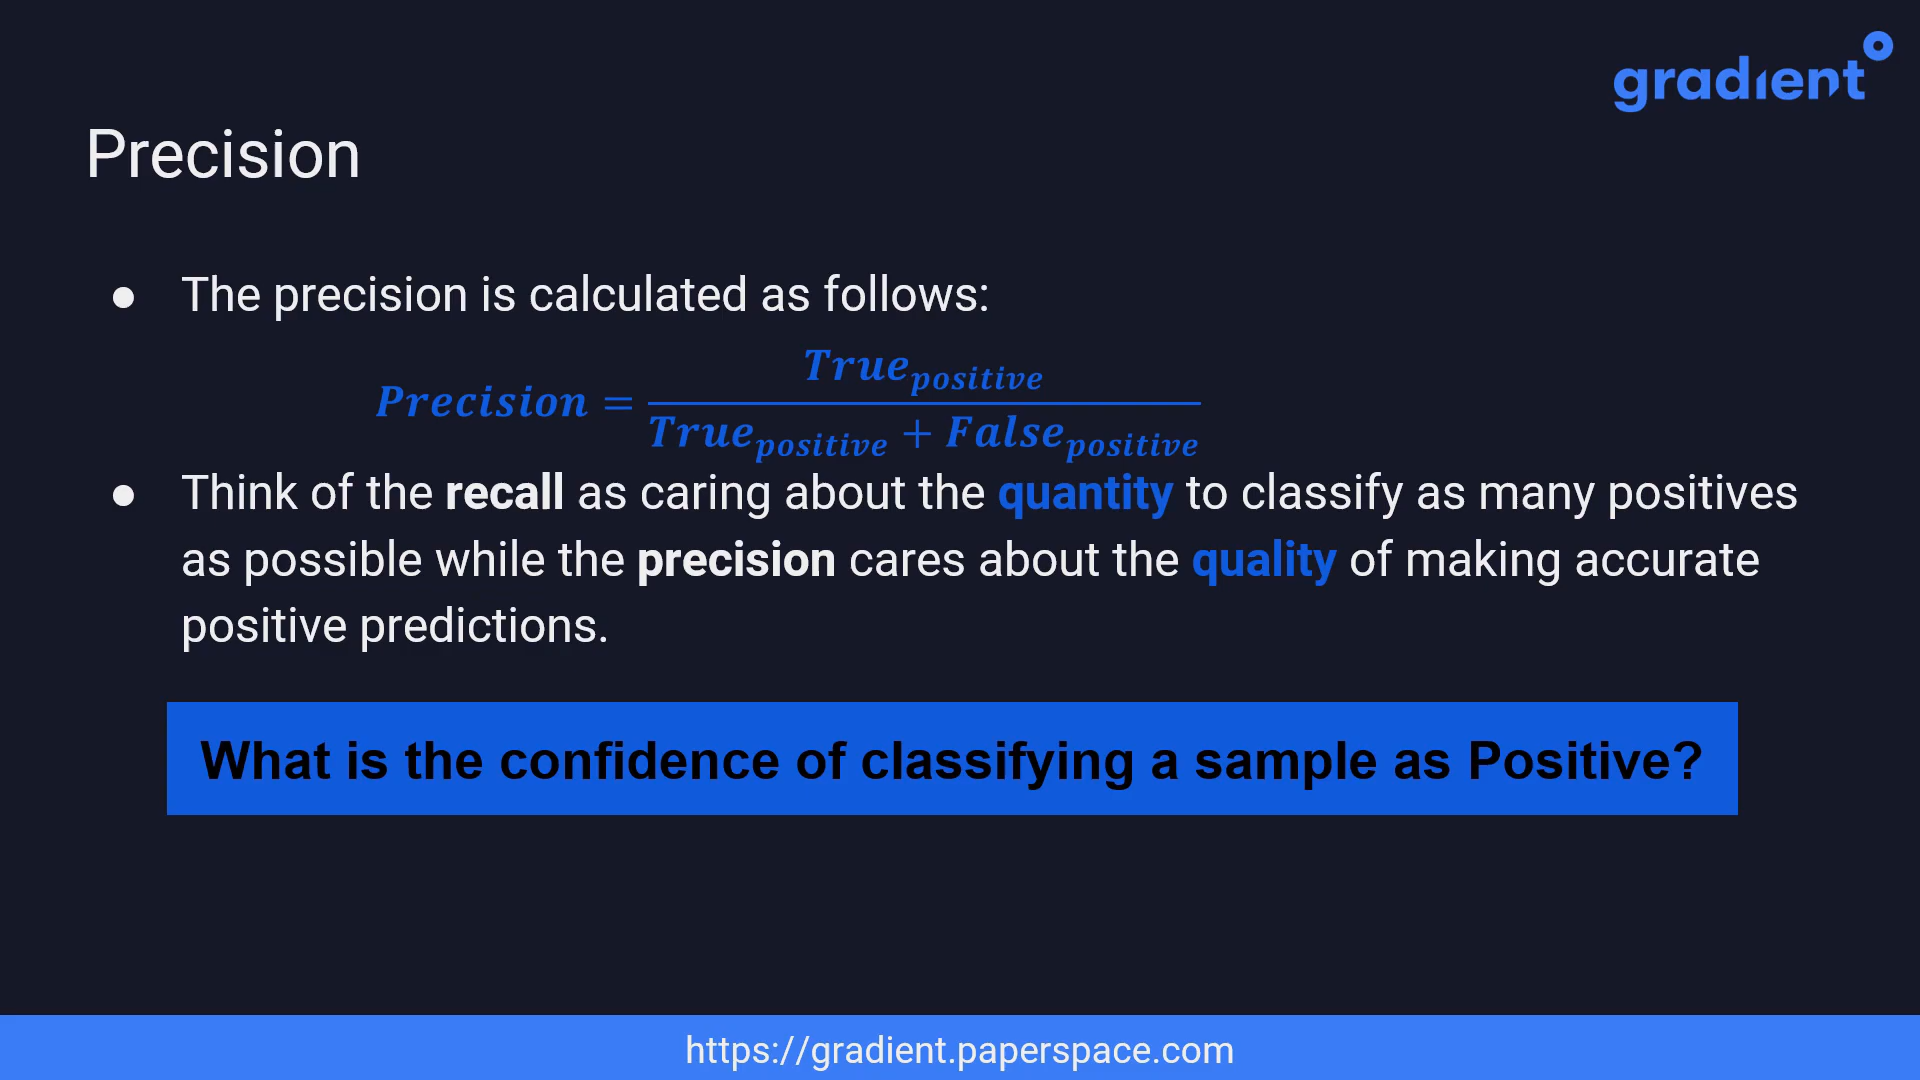 gradient
Precision
● The precision is calculated as follows:
Precision = True_positive / (True_positive + False_positive)
● Think of the recall as caring about the quantity to classify as many positives
as possible while the precision cares about the quality of making accurate
positive predictions.
What is the confidence of classifying a sample as Positive?
https://gradient.paperspace.com